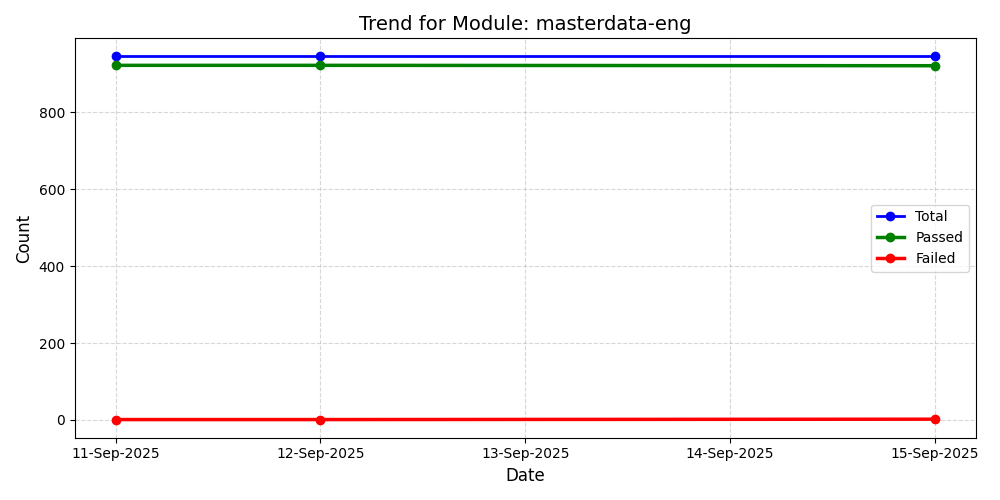 Trend for Module: masterdata-eng
Count
800
600
400
200
0
Total
Passed
Failed
11-Sep-2025 12-Sep-2025 13-Sep-2025 14-Sep-2025 15-Sep-2025
Date